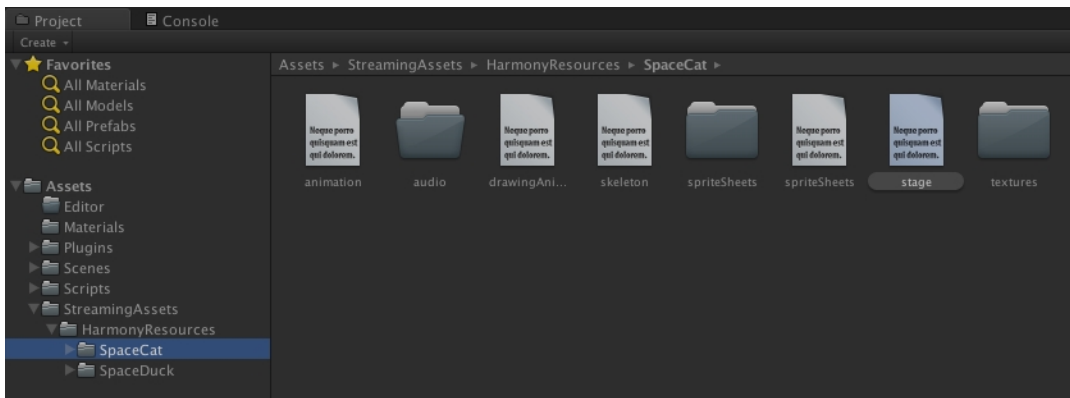 Project
Console
Create
Favorites
All Materials
All Models
All Prefabs
All Scripts
Assets
Editor
Materials
Plugins
Scenes
Scripts
StreamingAssets
HarmonyResources
SpaceCat
SpaceDuck
Assets ▸ StreamingAssets ▸ HarmonyResources ▸ SpaceCat ▸
Neque porro
quisquam est
qui dolorem.
animation
audio
Neque porro
quisquam est
qui dolorem.
drawingAni...
Neque porro
quisquam est
qui dolorem.
skeleton
spriteSheets
Neque porro
quisquam est
qui dolorem.
spriteSheets
Neque porro
quisquam est
qui dolorem.
stage
textures